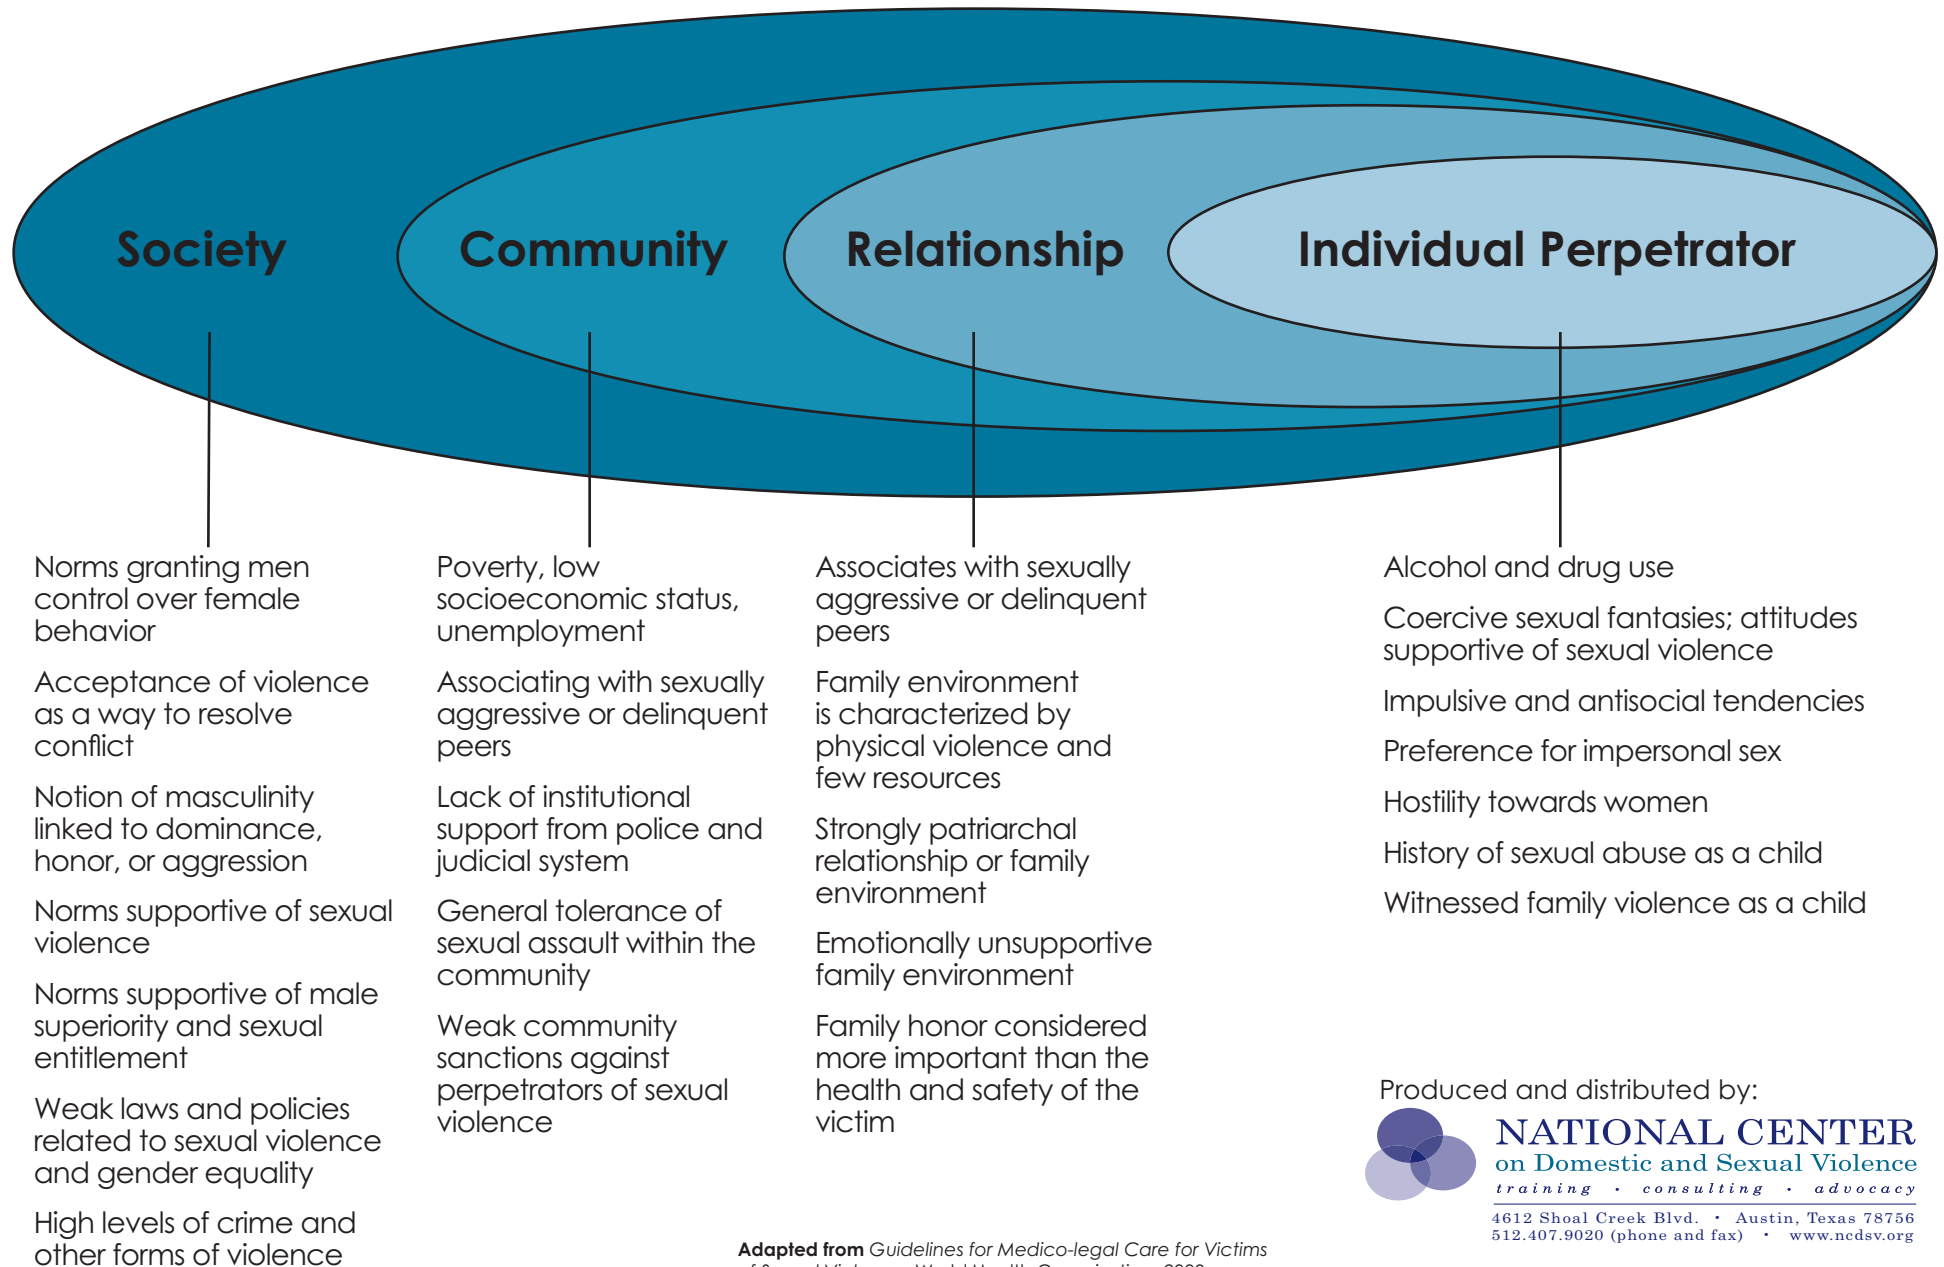 Society
Community
Relationship
Individual Perpetrator
Norms granting men
control over female
behavior
Acceptance of violence
as a way to resolve
conflict
Notion of masculinity
linked to dominance,
honor, or aggression
Norms supportive of sexual
violence
Norms supportive of male
superiority and sexual
entitlement
Weak laws and policies
related to sexual violence
and gender equality
High levels of crime and
other forms of violence
Poverty, low
socioeconomic status,
unemployment
Associating with sexually
aggressive or delinquent
peers
Lack of institutional
support from police and
judicial system
General tolerance of
sexual assault within the
community
Weak community
sanctions against
perpetrators of sexual
violence
Associates with sexually
aggressive or delinquent
peers
Family environment
is characterized by
physical violence and
few resources
Strongly patriarchal
relationship or family
environment
Emotionally unsupportive
family environment
Family honor considered
more important than the
health and safety of the
victim
Alcohol and drug use
Coercive sexual fantasies; attitudes
supportive of sexual violence
Impulsive and antisocial tendencies
Preference for impersonal sex
Hostility towards women
History of sexual abuse as a child
Witnessed family violence as a child
Adapted from Guidelines for Medico-legal Care for Victims
Produced and distributed by:
NATIONAL CENTER
on Domestic and Sexual Violence
training • consulting • advocacy
4612 Shoal Creek Blvd. • Austin, Texas 78756
512.407.9020 (phone and fax) • www.ncdsv.org